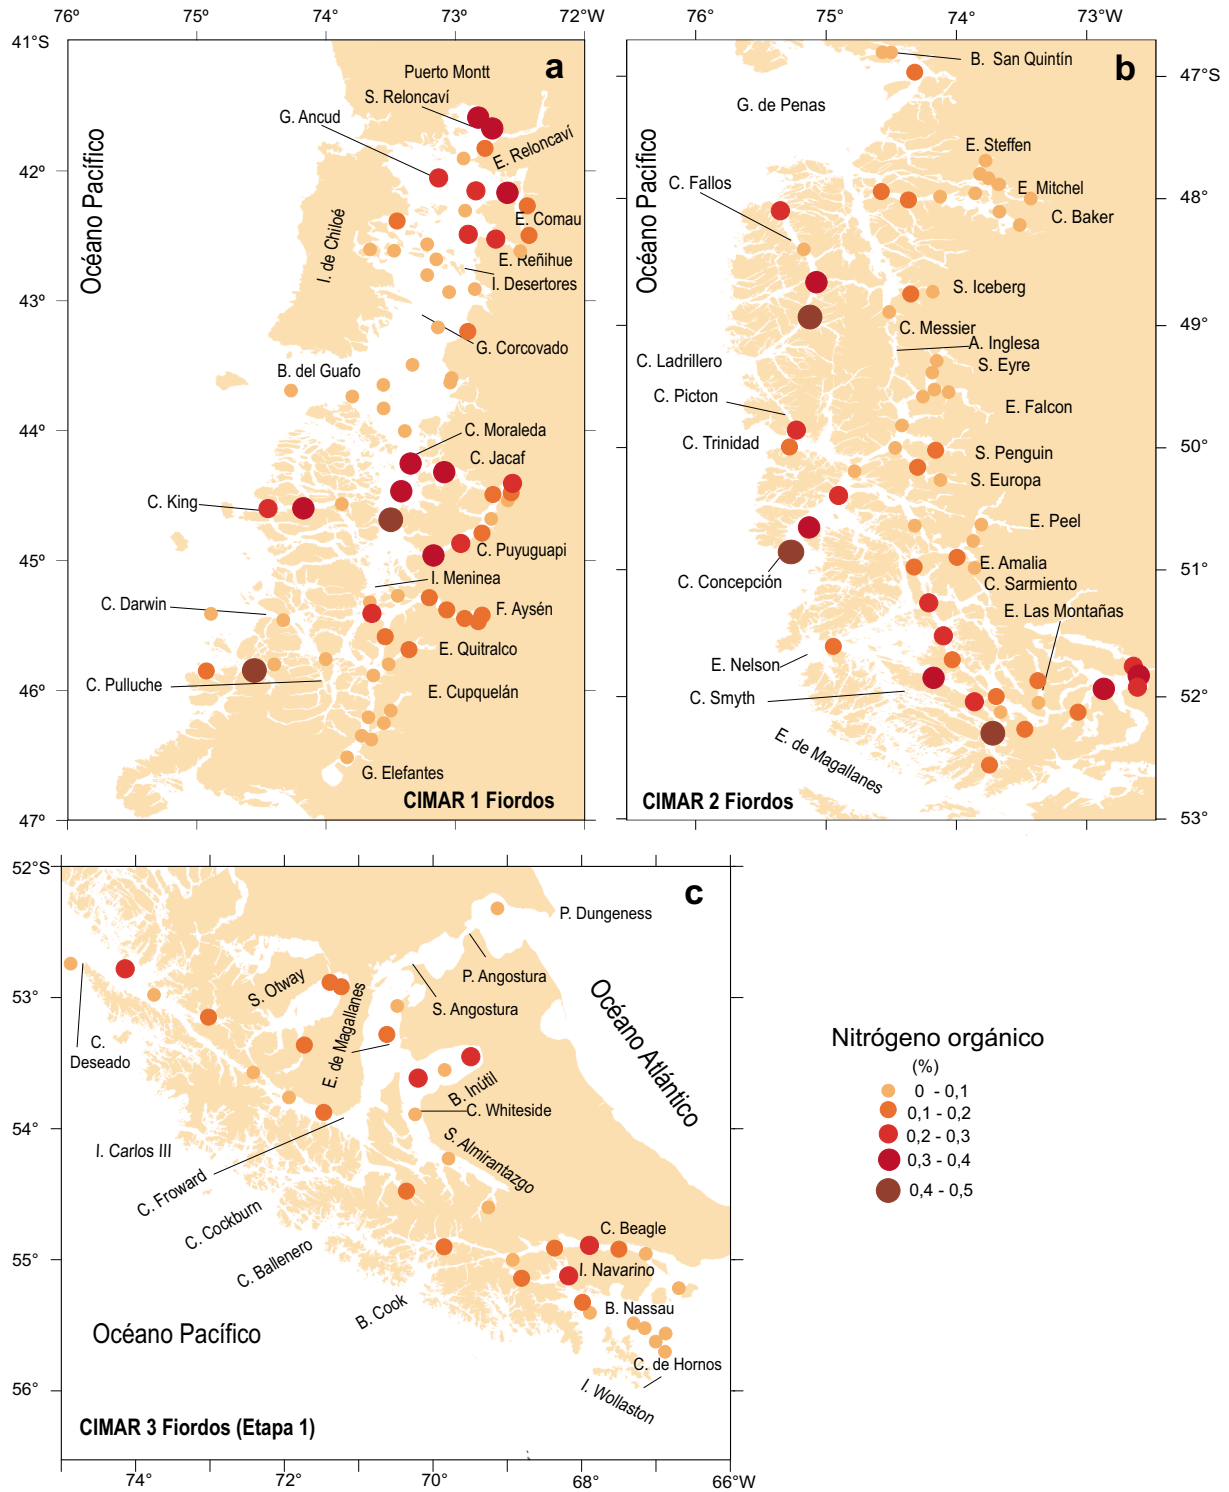 76°
75°
74°
73°
72°W
41°S
42°
43°
44°
45°
46°
47°
76°
75°
74°
73°
72°
a
Puerto Montt
S. Reloncaví
G. Ancud
E. Reloncaví
Océano Pacífico
I. de Chiloé
E. Comau
E. Reñihue
I. Desertores
G. Corcovado
B. del Guafo
C. Moraleda
C. Jacaf
C. King
C. Puyuguapi
I. Meninea
C. Darwin
F. Aysén
E. Quitralco
C. Pulluche
E. Cupquelán
G. Elefantes
CIMAR 1 Fiordos
76°
75°
74°
73°W
47°S
48°
49°
50°
51°
52°
53°
b
B. San Quintín
G. de Penas
Océano Pacífico
E. Steffen
C. Fallos
E. Mitchel
C. Baker
S. Iceberg
C. Messier
A. Inglesa
C. Ladrillero
S. Eyre
C. Picton
E. Falcon
C. Trinidad
S. Penguin
S. Europa
E. Peel
E. Amalia
C. Concepción
C. Sarmiento
E. Las Montañas
E. Nelson
C. Smyth
E. de Magallanes
CIMAR 2 Fiordos
52°S
53°
54°
55°
56°
74°
72°
70°
68°
66°W
c
P. Dungeness
P. Angostura
S. Otway
S. Angostura
Océano Atlántico
E. de Magallanes
C.
Deseado
B. Inútil
C. Whiteside
I. Carlos III
S. Almirantazgo
C. Froward
C. Cockburn
C. Beagle
C. Ballenero
I. Navarino
B. Cook
B. Nassau
Océano Pacífico
C. de Hornos
I. Wollaston
CIMAR 3 Fiordos (Etapa 1)
Nitrógeno orgánico
(%)
0 - 0,1
0,1 - 0,2
0,2 - 0,3
0,3 - 0,4
0,4 - 0,5